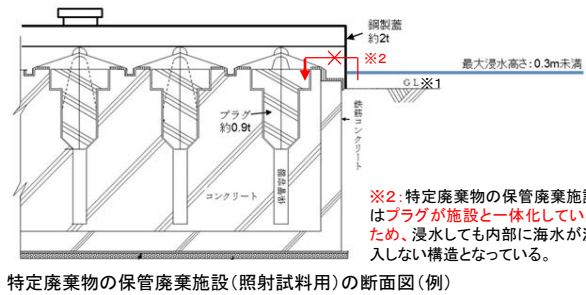 鋼製蓋
約2t
※2
最大浸水高さ:0.3m未満
GL※1
プラグ
約0.9t
鉄筋コンクリート
コンクリート
※2:特定廃棄物の保管廃棄施設
はプラグが施設と一体化してい
ため、浸水しても内部に海水が
入しない構造となっている。
特定廃棄物の保管廃棄施設(照射試料用)の断面図(例)